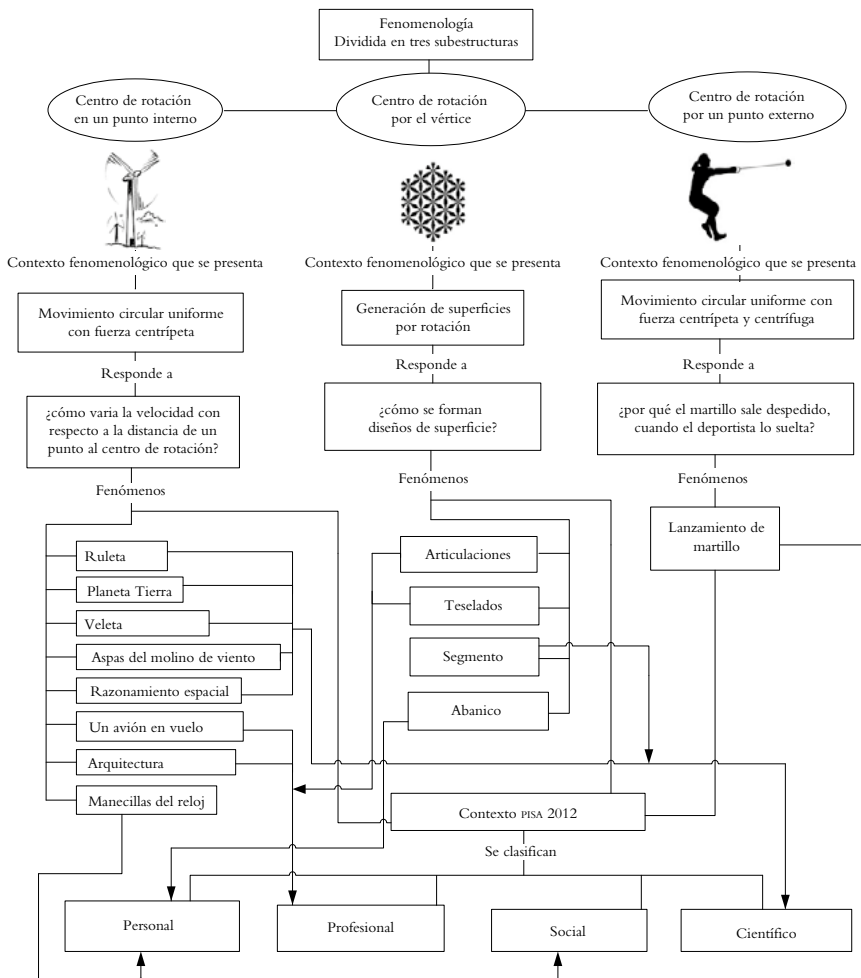 Fenomenología
Dividida en tres subestructuras
Centro de rotación
en un punto interno
Centro de rotación
por el vértice
Centro de rotación
por un punto externo
Contexto fenomenológico que se presenta
Contexto fenomenológico que se presenta
Contexto fenomenológico que se presenta
Movimiento circular uniforme
con fuerza centrípeta
Generación de superficies
por rotación
Movimiento circular uniforme con
fuerza centrípeta y centrífuga
Responde a
Responde a
Responde a
¿cómo varia la velocidad con
respecto a la distancia de un
punto al centro de rotación?
¿cómo se forman
diseños de superficie?
¿por qué el martillo sale despedido,
cuando el deportista lo suelta?
Fenómenos
Fenómenos
Fenómenos
Ruleta
Planeta Tierra
Veleta
Aspas del molino de viento
Razonamiento espacial
Un avión en vuelo
Arquitectura
Manecillas del reloj
Articulaciones
Teselados
Segmento
Abanico
Lanzamiento de
martillo
Contexto PISA 2012
Se clasifican
Personal
Profesional
Social
Científico